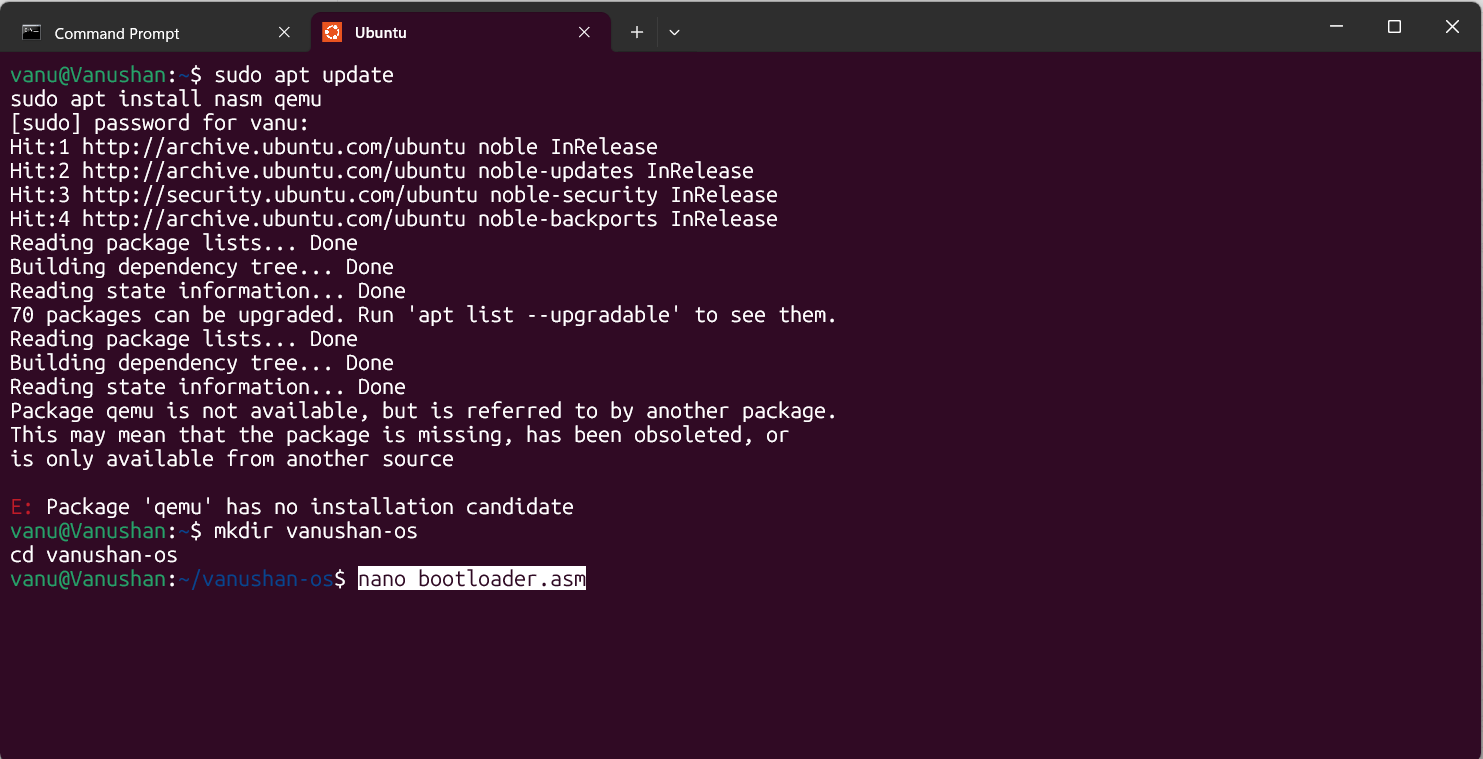 Command Prompt
Ubuntu
vanu@Vanushan:~$ sudo apt update
sudo apt install nasm qemu
[sudo] password for vanu:
Hit:1 http://archive.ubuntu.com/ubuntu noble InRelease
Hit:2 http://archive.ubuntu.com/ubuntu noble-updates InRelease
Hit:3 http://security.ubuntu.com/ubuntu noble-security InRelease
Hit:4 http://archive.ubuntu.com/ubuntu noble-backports InRelease
Reading package lists... Done
Building dependency tree... Done
Reading state information... Done
70 packages can be upgraded. Run 'apt list --upgradable' to see them.
Reading package lists... Done
Building dependency tree... Done
Reading state information... Done
Package qemu is not available, but is referred to by another package.
This may mean that the package is missing, has been obsoleted, or
is only available from another source
E: Package 'qemu' has no installation candidate
vanu@Vanushan:~$ mkdir vanushan-os
cd vanushan-os
vanu@Vanushan:~/vanushan-os$ nano bootloader.asm